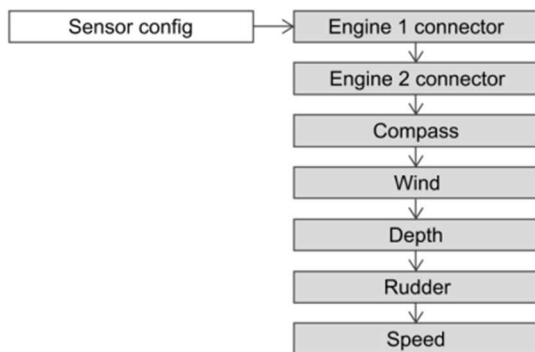 Sensor config
Engine 1 connector
Engine 2 connector
Compass
Wind
Depth
Rudder
Speed